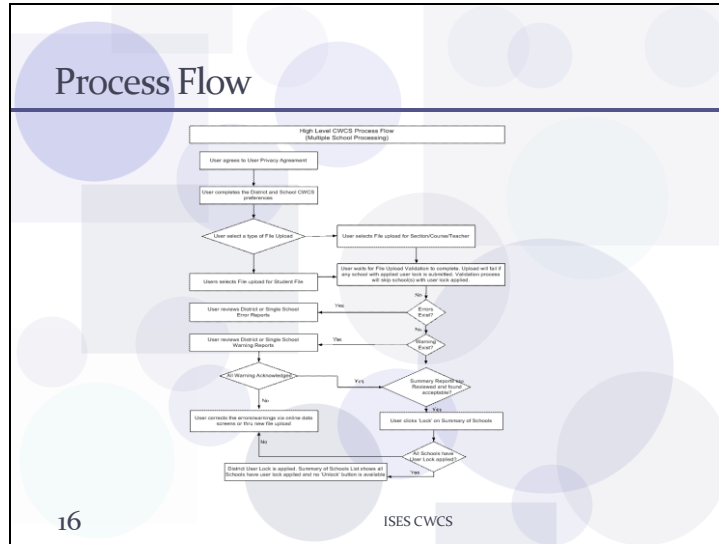 Process Flow
High Level CWCS Process Flow
(Multiple School Processing)
User agrees to User Privacy Agreement
User completes the District and School CWCS
preferences
User select a type of File Upload
User selects File upload for Section/Course/Teacher
Users selects File upload for Student File
User waits for File Upload Validation to complete. Upload will fail if
any school with applied user lock is submitted. Validation process
will skip school(s) with user lock applied
No
Errors
Exist?
Yes
User reviews District or Single School
Error Reports
No
Warning
Exist?
Yes
User reviews District or Single School
Warning Reports
All Warning Acknowledged
Yes
Summary Reports
Reviewed and found
acceptable?
No
Yes
User corrects the errors/warnings via online data
screens or thru new file upload
User clicks 'Lock' on Summary of Schools
No
All Schools have
User Lock applied?
Yes
District User Lock is applied. Summary of Schools List shows all
Schools have user lock applied and no 'Unlock' button is available
16
ISES CWCS